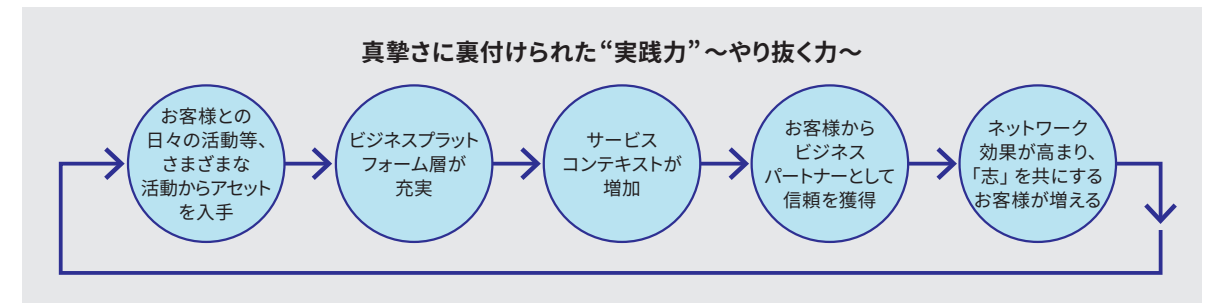 真摯さに裏付けられた“実践力”～やり抜く力～
お客様との
日々の活動等、
さまざまな
活動からアセット
を入手
ビジネスプラット
フォーム層が
充実
サービス
コンテキストが
増加
お客様から
ビジネス
パートナーとして
信頼を獲得
ネットワーク
効果が高まり、
「志」を共にする
お客様が増える